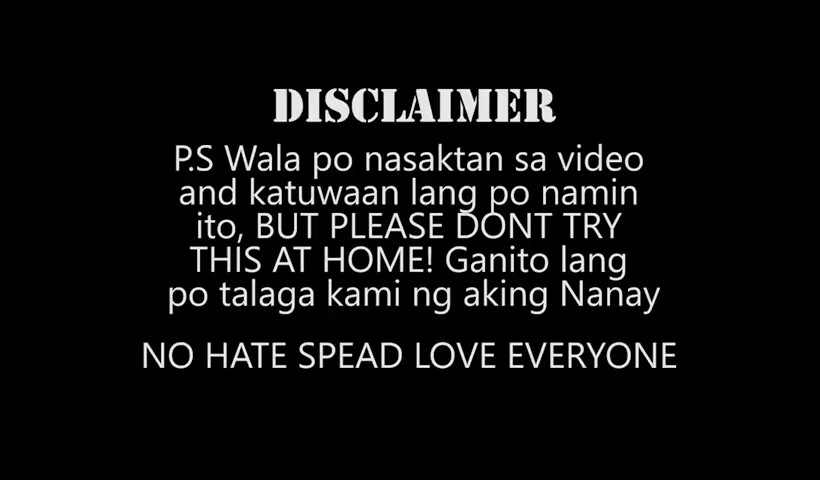 DISCLAIMER
P.S Wala po nasaktan sa video
and katuwaan lang po namin
ito, BUT PLEASE DONT TRY
THIS AT HOME! Ganito lang
po talaga kami ng aking Nanay
NO HATE SPEAD LOVE EVERYONE